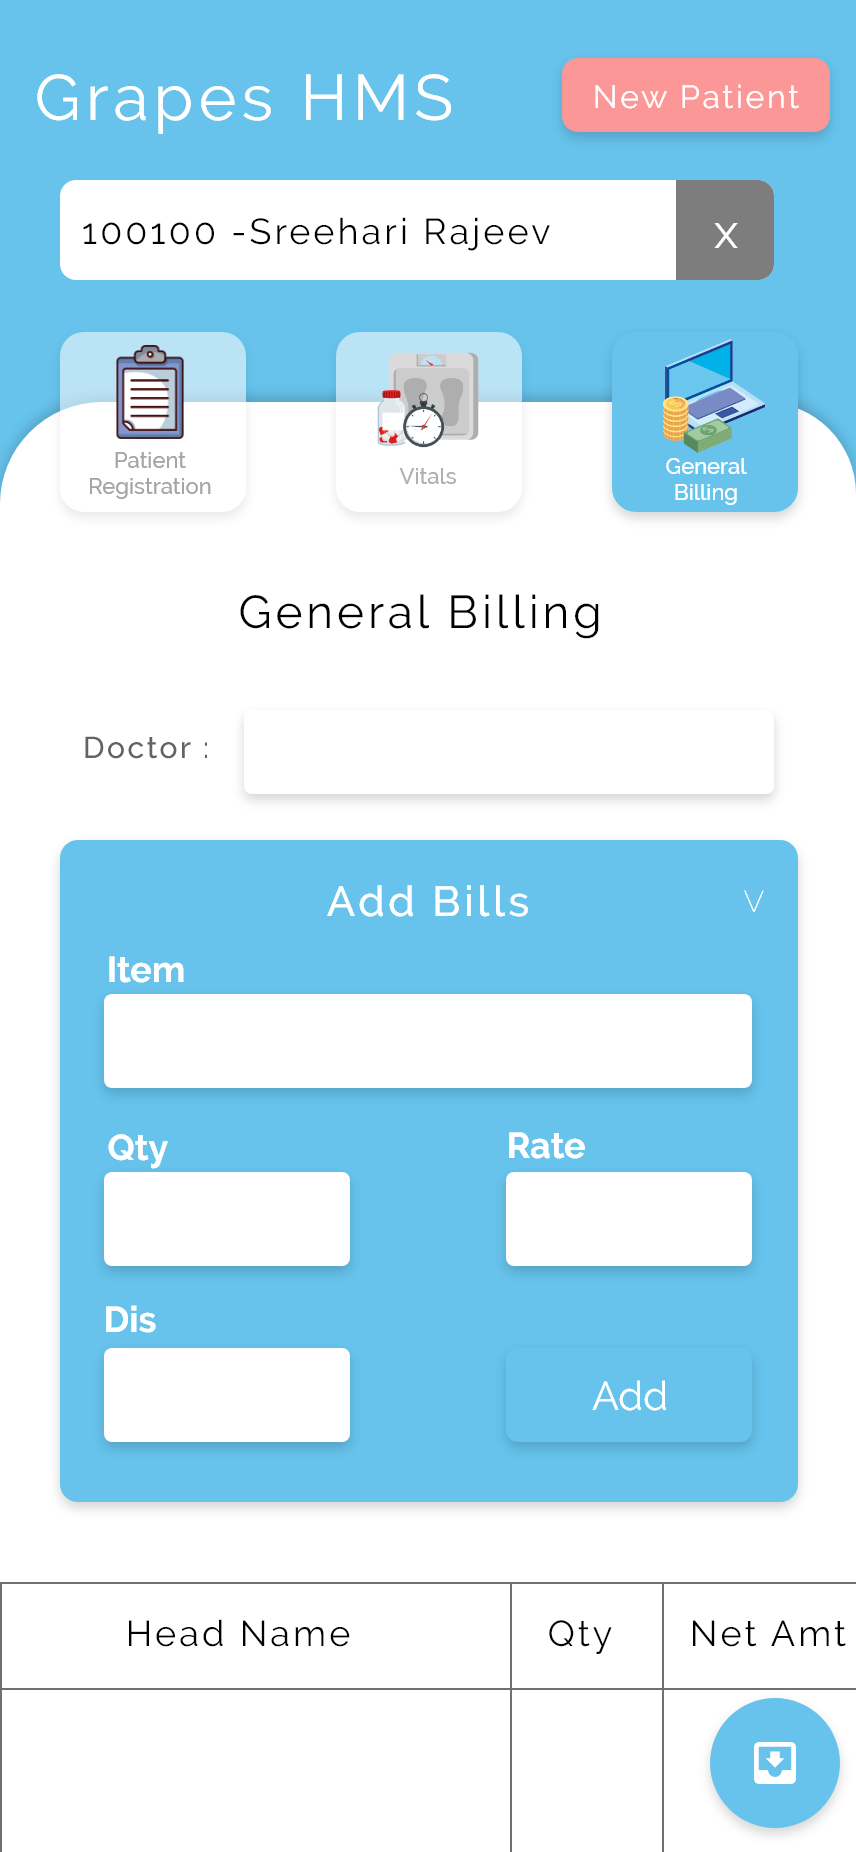 Grapes HMS
New Patient
100100 -Sreehari Rajeev
X
Patient
Registration
Vitals
General
Billing
General Billing
Doctor :
Add Bills
V
Item
Qty
Rate
Dis
Add
Head Name
Qty
Net Amt